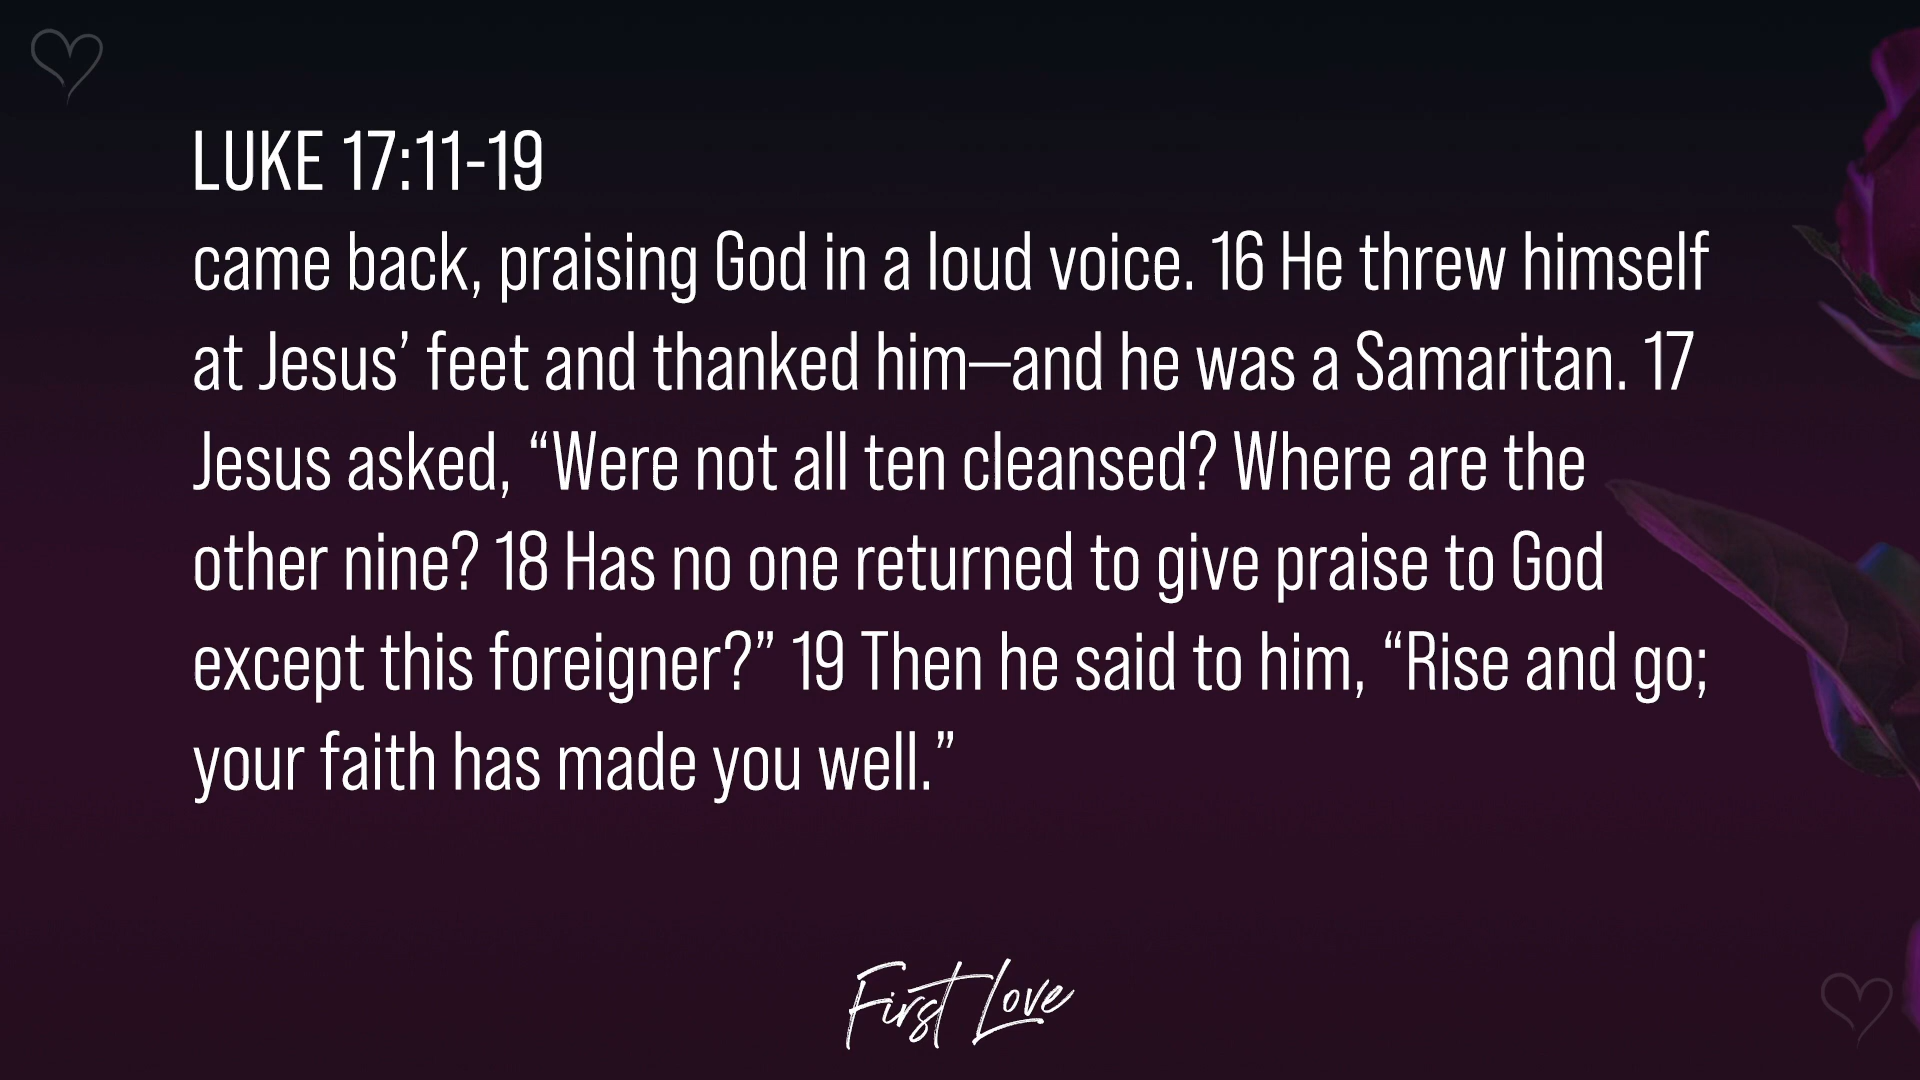 LUKE 17:11-19
came back, praising God in a loud voice. 16 He threw himself
at Jesus’ feet and thanked him—and he was a Samaritan. 17
Jesus asked, “Were not all ten cleansed? Where are the
other nine? 18 Has no one returned to give praise to God
except this foreigner?” 19 Then he said to him, “Rise and go;
your faith has made you well.”
First Love